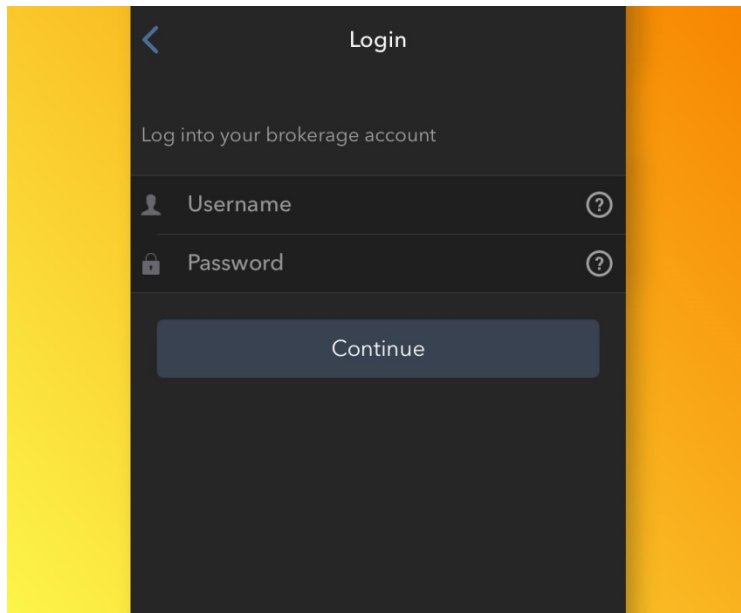 Login
Log into your brokerage account
Username ?
Password ?
Continue